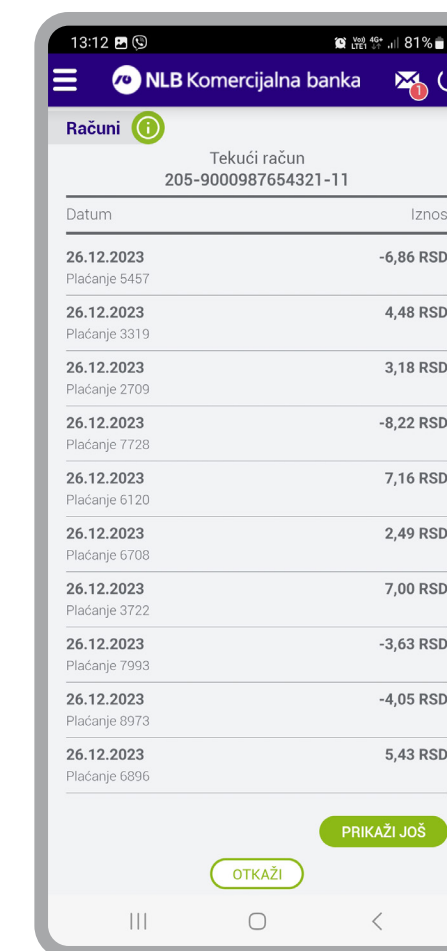 13:12 81%
Vo)) 4G+
LTE1
NLB Komercijalna banka 1
Računi i
Tekući račun
205-9000987654321-11
Datum Iznos
26.12.2023 -6,86 RSD
Plaćanje 5457
26.12.2023 4,48 RSD
Plaćanje 3319
26.12.2023 3,18 RSD
Plaćanje 2709
26.12.2023 -8,22 RSD
Plaćanje 7728
26.12.2023 7,16 RSD
Plaćanje 6120
26.12.2023 2,49 RSD
Plaćanje 6708
26.12.2023 7,00 RSD
Plaćanje 3722
26.12.2023 -3,63 RSD
Plaćanje 7993
26.12.2023 -4,05 RSD
Plaćanje 8973
26.12.2023 5,43 RSD
Plaćanje 6896
PRIKAŽI JOŠ
OTKAŽI